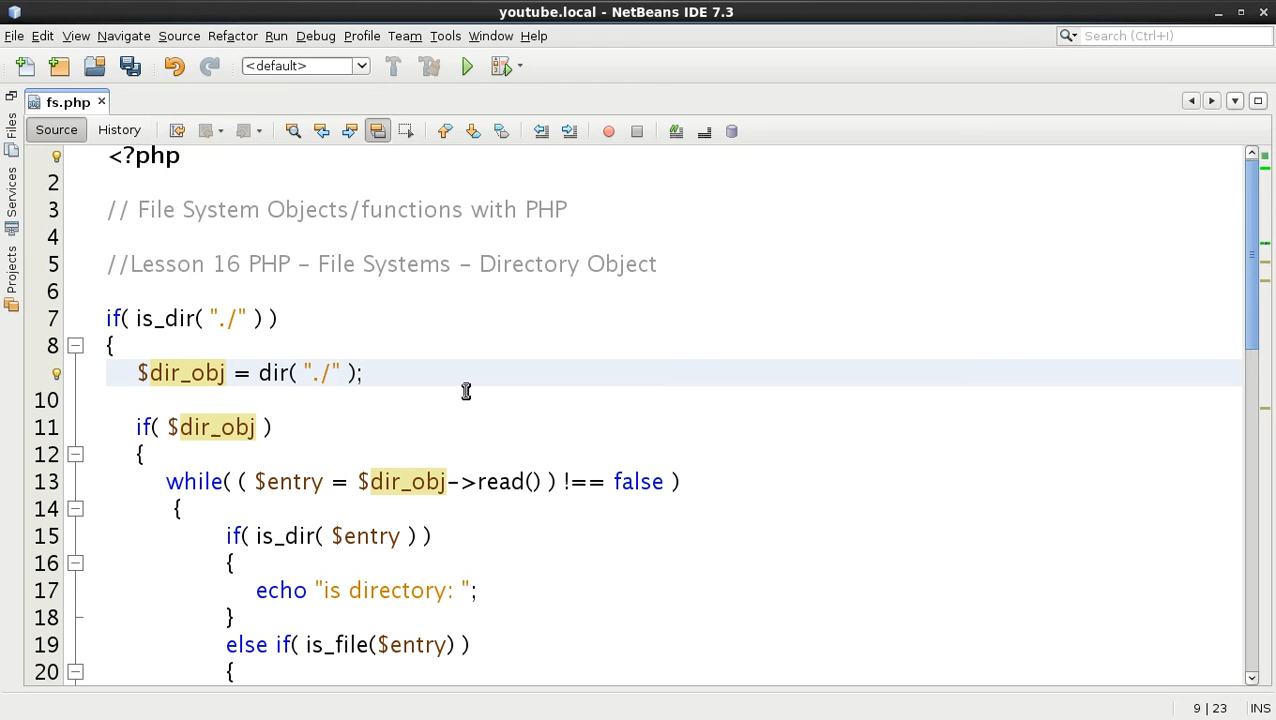 youtube.local - NetBeans IDE 7.3
File Edit View Navigate Source Refactor Run Debug Profile Team Tools Window Help
Search (Ctrl+I)
<default>
fs.php
Source History
Files
Services
Projects
<?php
2
3 // File System Objects/functions with PHP
4
5 //Lesson 16 PHP - File Systems - Directory Object
6
7 if( is_dir( "./" ) )
8 {
$dir_obj = dir( "./" );
10
11 if( $dir_obj )
12 {
13 while( ( $entry = $dir_obj->read() ) !== false )
14 {
15 if( is_dir( $entry ) )
16 {
17 echo "is directory: ";
18 }
19 else if( is_file($entry) )
20 {
9 | 23 INS